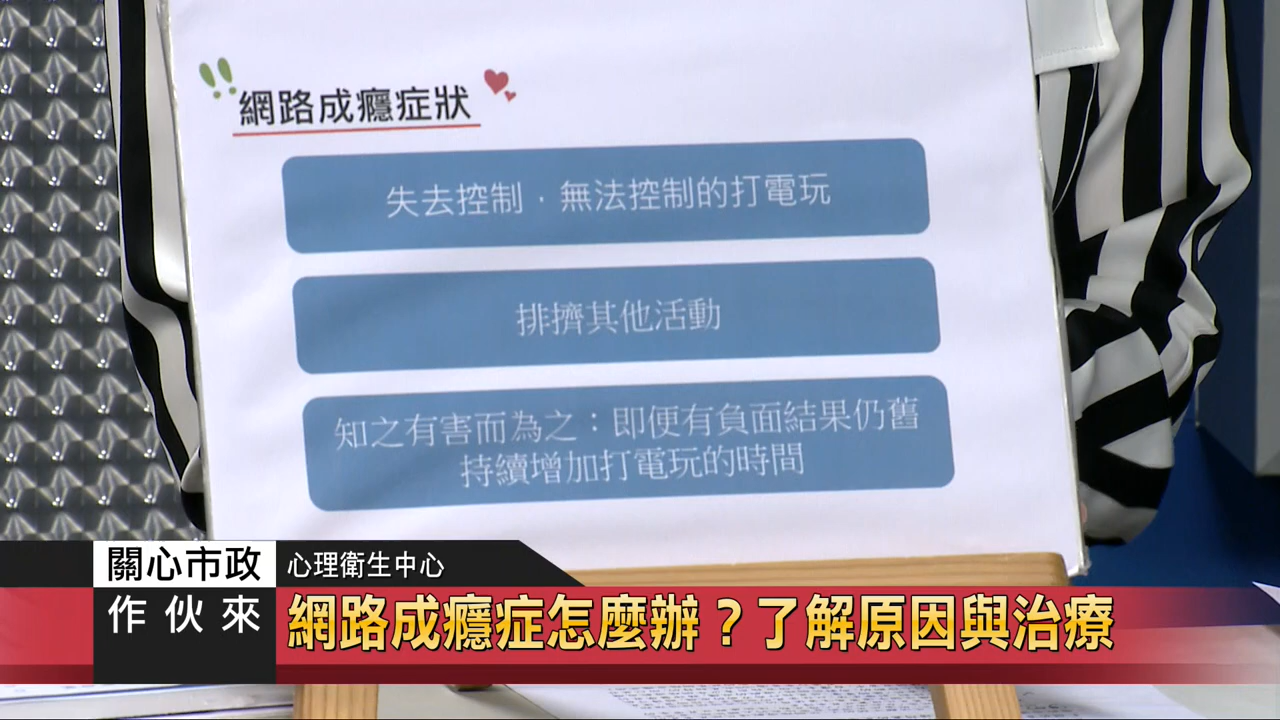 網路成癮症狀
失去控制，無法控制的打電玩
排擠其他活動
知之有害而為之：即便有負面結果仍舊
持續增加打電玩的時間
關心市政
心理衛生中心
作伙來
網路成癮症怎麼辦？了解原因與治療